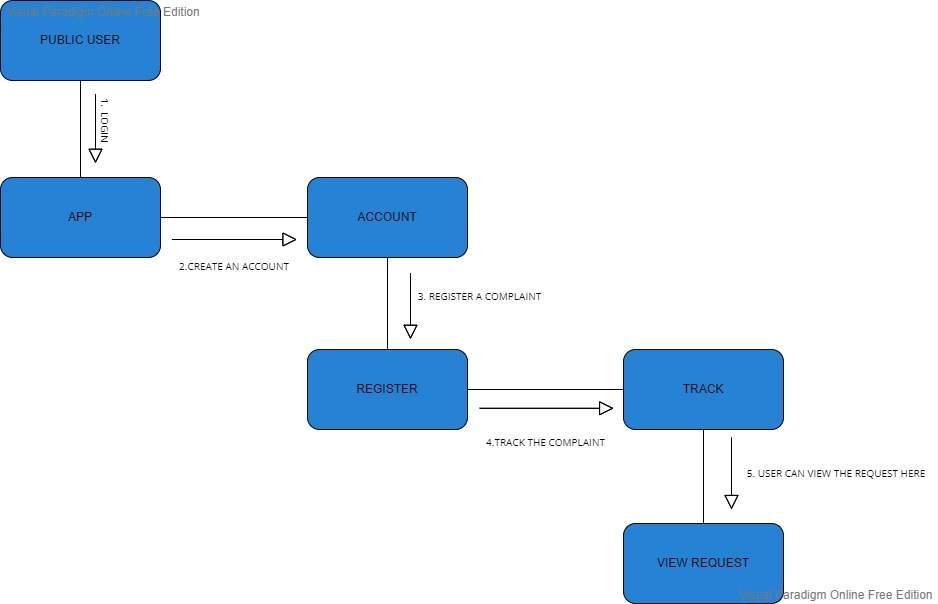 Visual Paradigm Online Free Edition
PUBLIC USER
1. LOGIN
APP
ACCOUNT
2.CREATE AN ACCOUNT
3. REGISTER A COMPLAINT
REGISTER
TRACK
4.TRACK THE COMPLAINT
5. USER CAN VIEW THE REQUEST HERE
VIEW REQUEST
Visual Paradigm Online Free Edition